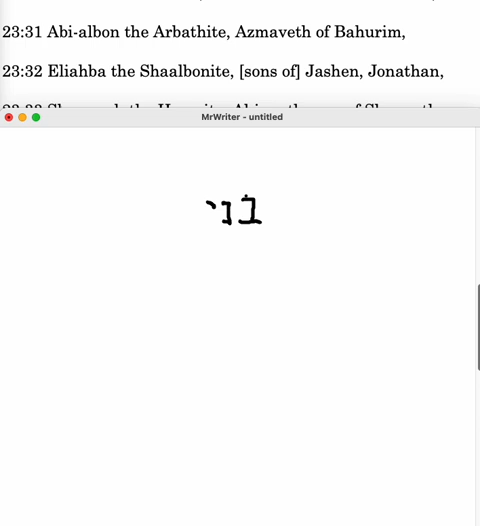 23:31 Abi-albon the Arbathite, Azmaveth of Bahurim,
23:32 Eliahba the Shaalbonite, [sons of] Jashen, Jonathan,
MrWriter - untitled
בני